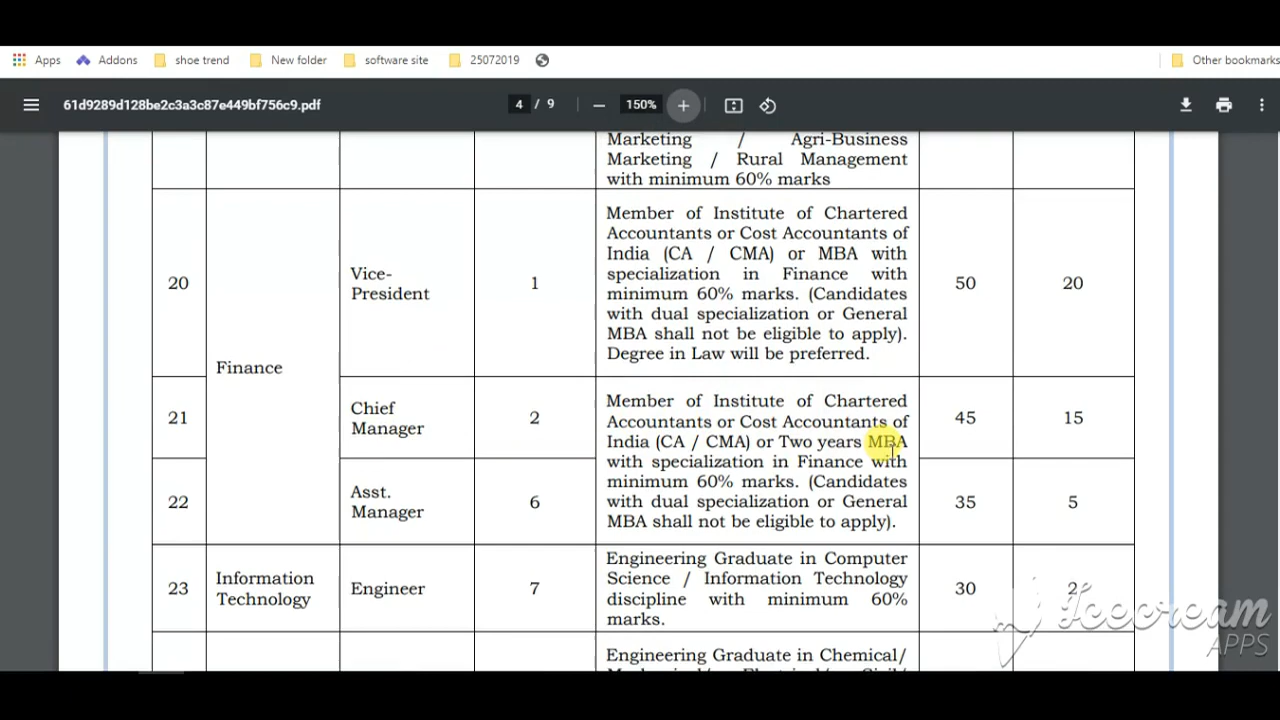 Apps
Addons
shoe trend
New folder
software site
25072019
Other bookmarks
61d9289d128be2c3a3c87e449bf756c9.pdf
4 / 9
150%
Marketing / Agri-Business
Marketing / Rural Management
with minimum 60% marks
20
Finance
Vice-
President
1
Member of Institute of Chartered
Accountants or Cost Accountants of
India (CA / CMA) or MBA with
specialization in Finance with
minimum 60% marks. (Candidates
with dual specialization or General
MBA shall not be eligible to apply).
Degree in Law will be preferred.
50
20
21
Chief
Manager
2
Member of Institute of Chartered
Accountants or Cost Accountants of
India (CA / CMA) or Two years MBA
with specialization in Finance with
minimum 60% marks. (Candidates
with dual specialization or General
MBA shall not be eligible to apply).
45
15
22
Asst.
Manager
6
35
5
23
Information
Technology
Engineer
7
Engineering Graduate in Computer
Science / Information Technology
discipline with minimum 60%
marks.
30
2
Engineering Graduate in Chemical/
Icecream
APPS